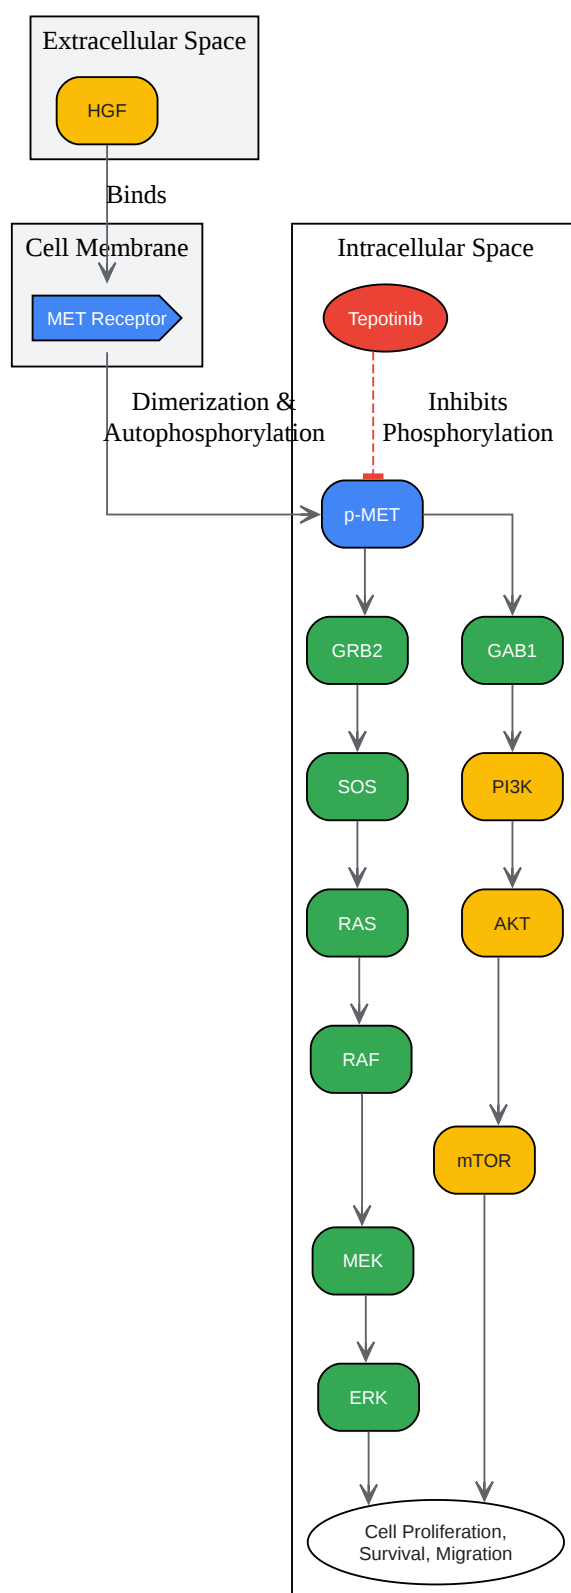 Extracellular Space
HGF
Binds
Cell Membrane
MET Receptor
Intracellular Space
Tepotinib
Dimerization &
Autophosphorylation
Inhibits
Phosphorylation
p-MET
GRB2
GAB1
SOS
PI3K
RAS
AKT
RAF
mTOR
MEK
ERK
Cell Proliferation,
Survival, Migration